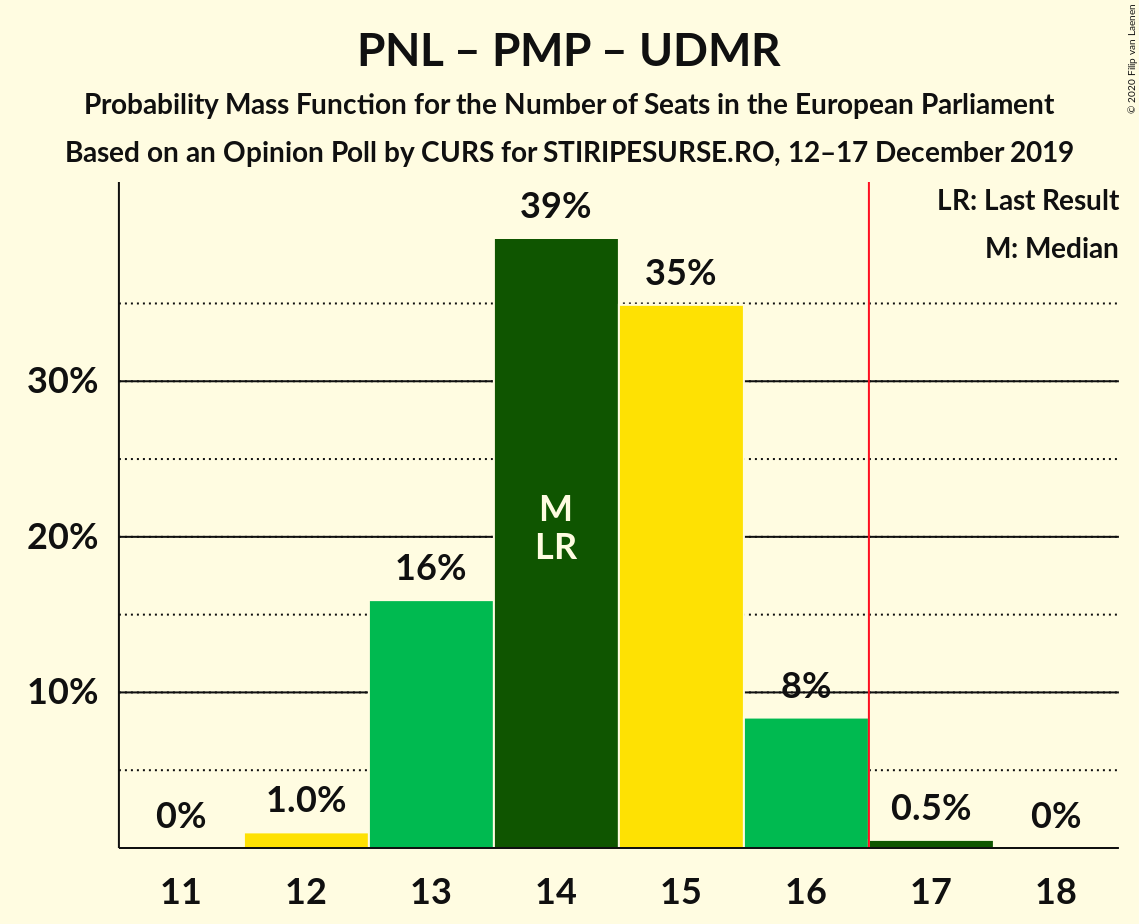 PNL – PMP – UDMR
Probability Mass Function for the Number of Seats in the European Parliament
Based on an Opinion Poll by CURS for STIRIPESURSE.RO, 12–17 December 2019
© 2020 Filip van Laenen
LR: Last Result
M: Median
39%
35%
30%
M
LR
20%
16%
10%
8%
0%
1.0%
0.5%
0%
11 12 13 14 15 16 17 18